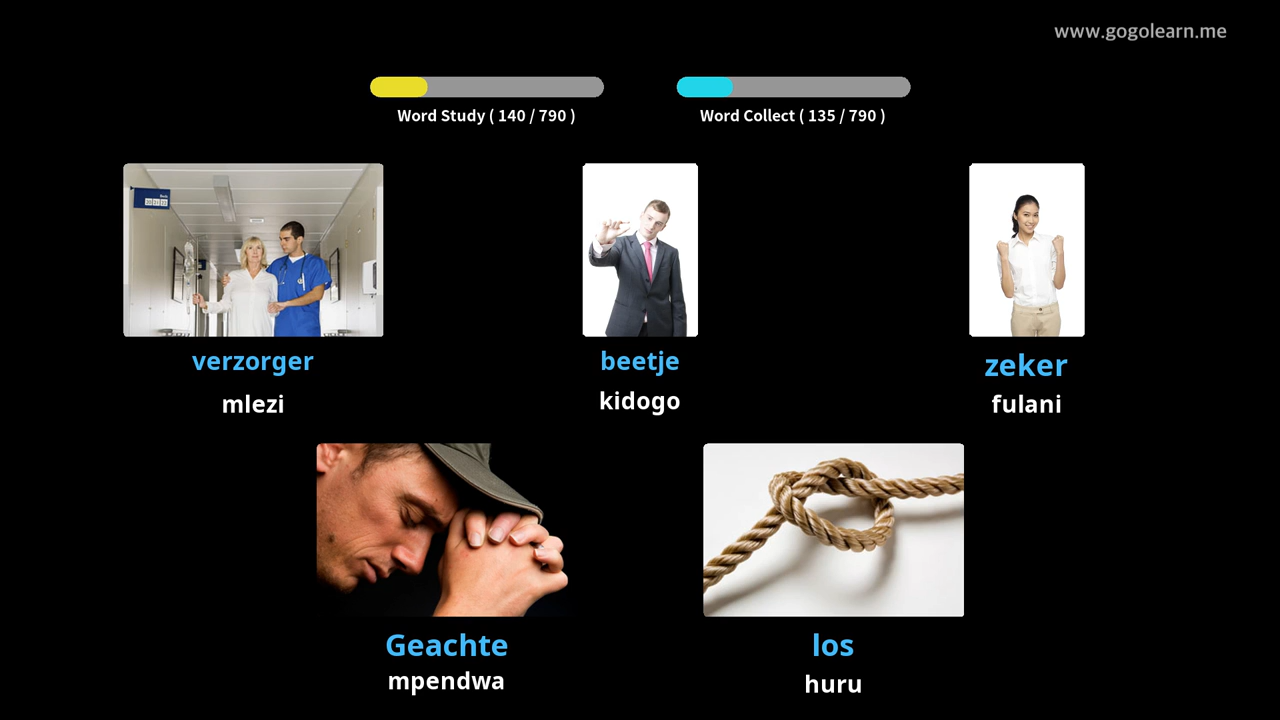 www.gogolearn.me
Word Study ( 140 / 790 )
Word Collect ( 135 / 790 )
verzorger
mlezi
beetje
kidogo
zeker
fulani
Geachte
mpendwa
los
huru